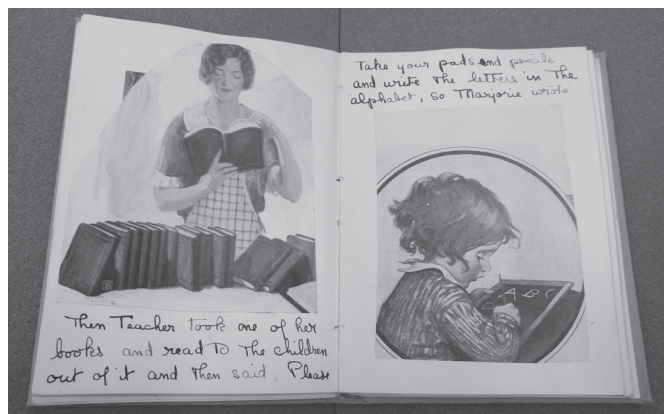 Then Teacher took one of her
books and read To The children
out of it and Then said, Please
Take your pads and pencils
and write The letters in The
alphabet, so Marjorie wrote
A B C